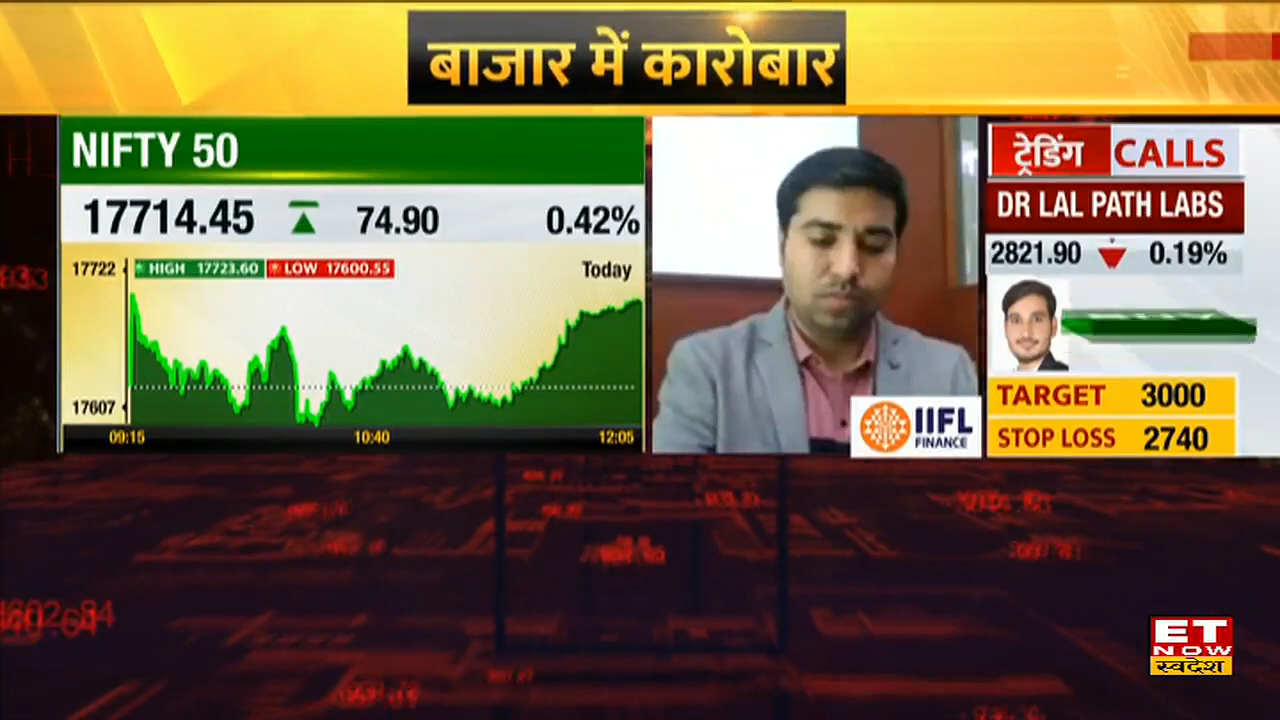 बाजार में कारोबार
NIFTY 50
17714.45 74.90 0.42%
17722
HIGH 17723.60 LOW 17600.55
Today
17607
09:15 10:40 12:05
IIFL
FINANCE
ट्रेडिंग CALLS
DR LAL PATH LABS
2821.90 0.19%
TARGET 3000
STOP LOSS 2740
ET
NOW
स्वदेश